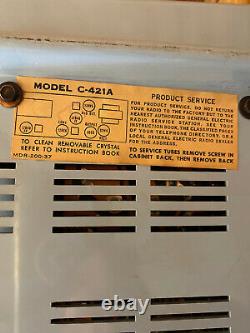 MODEL C-421A
PRODUCT SERVICE
FOR PRODUCT SERVICE, DO NOT RETURN
YOUR RADIO TO THE FACTORY BUT TO THE
NEAREST AUTHORIZED GENERAL ELECTRIC
RADIO SERVICE STATION. SEE YOUR
INSTRUCTION BOOK, THE CLASSIFIED PAGES
OF YOUR TELEPHONE DIRECTORY, OR A
LOCAL GENERAL ELECTRIC RADIO DEALER
FOR THE ADDRESS.
TO CLEAN REMOVABLE CRYSTAL
REFER TO INSTRUCTION BOOK
MDR-200-37
TO SERVICE TUBES REMOVE SCREW IN
CABINET BACK, THEN REMOVE BACK